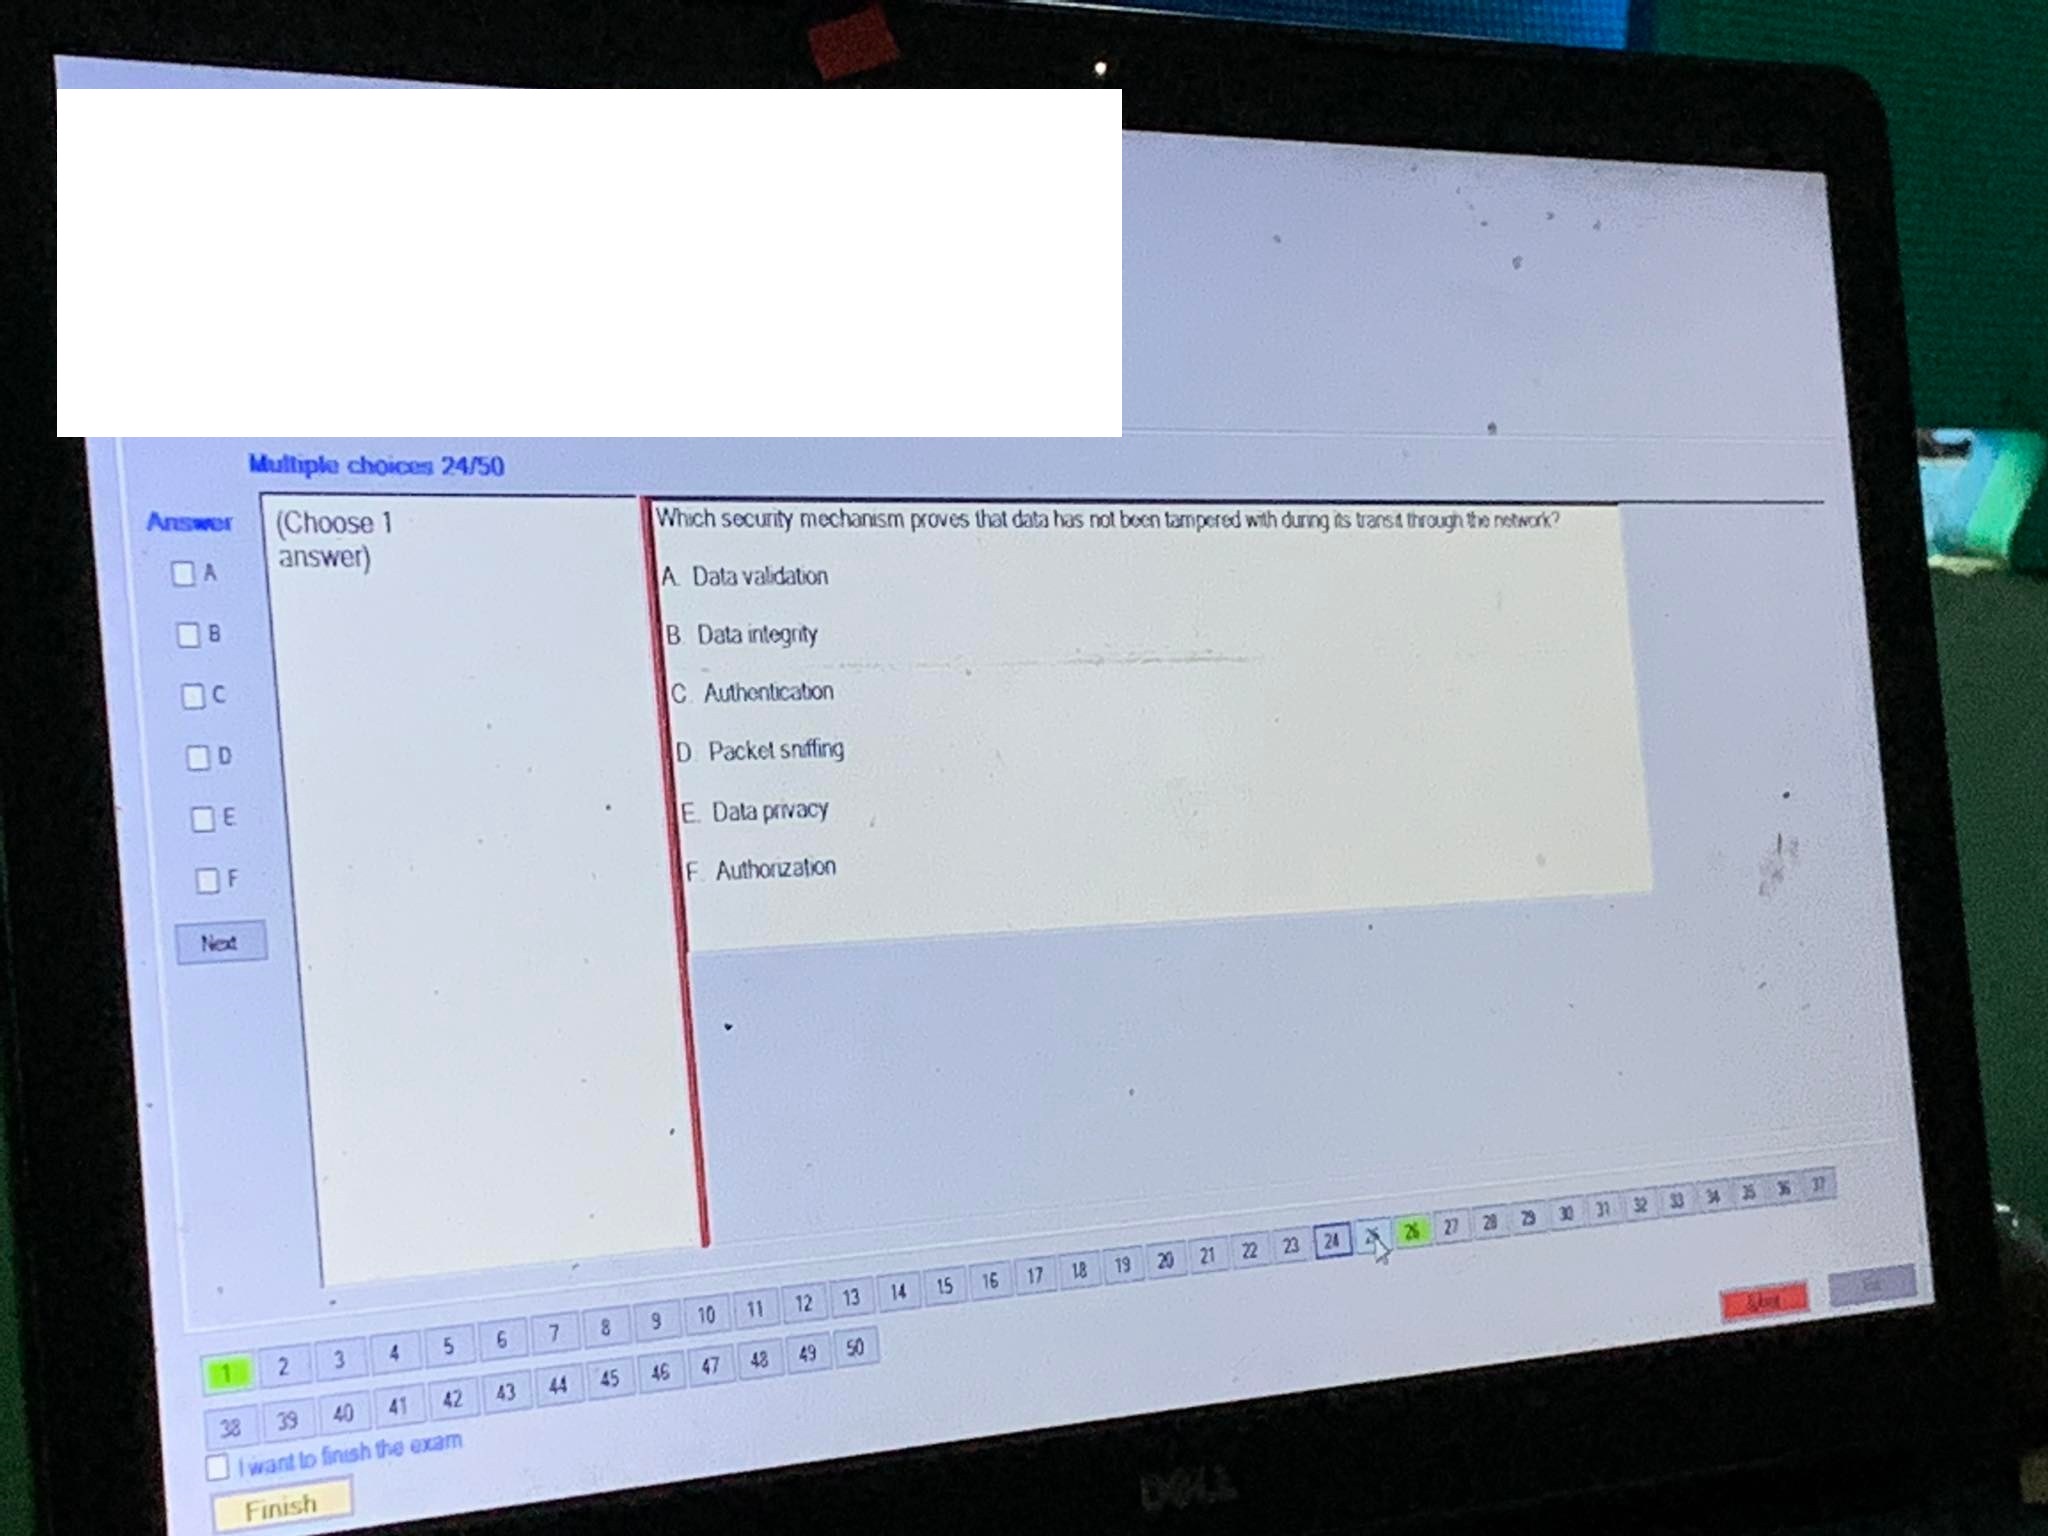 Multiple choices 24/50
Answer
(Choose 1
answer)
A
B
C
D
E
F
Next
Which security mechanism proves that data has not been tampered with during its transit through the network?
A. Data validation
B. Data integrity
C. Authentication
D. Packet sniffing
E. Data privacy
F. Authorization
1 2 3 4 5 6 7 8 9 10 11 12 13 14 15 16 17 18 19 20 21 22 23 24 25 26 27 28 29 30 31 32 33 34 35 36 37
38 39 40 41 42 43 44 45 46 47 48 49 50
I want to finish the exam
Finish
Submit
DELL